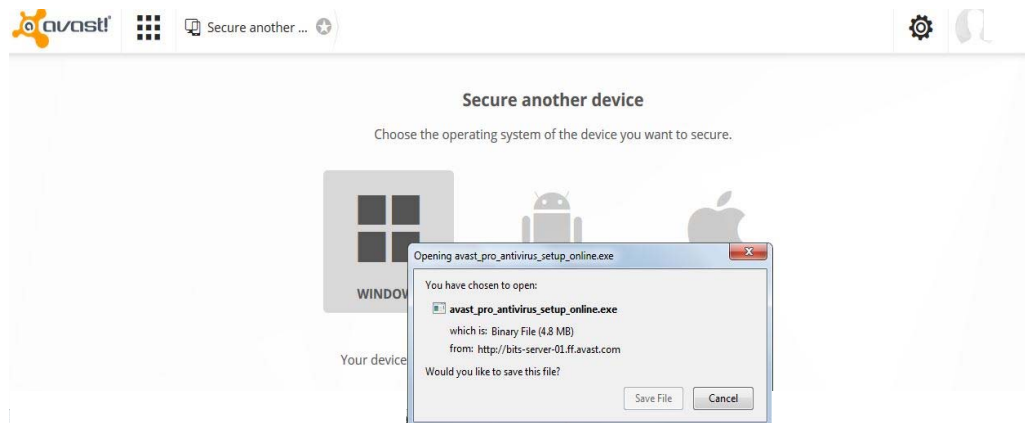 avast!
Secure another ...
Secure another device
Choose the operating system of the device you want to secure.
WINDOW
Opening avast_pro_antivirus_setup_online.exe
You have chosen to open:
avast_pro_antivirus_setup_online.exe
which is: Binary File (4.8 MB)
from: http://bits-server-01.ff.avast.com
Your device
Would you like to save this file?
Save File Cancel